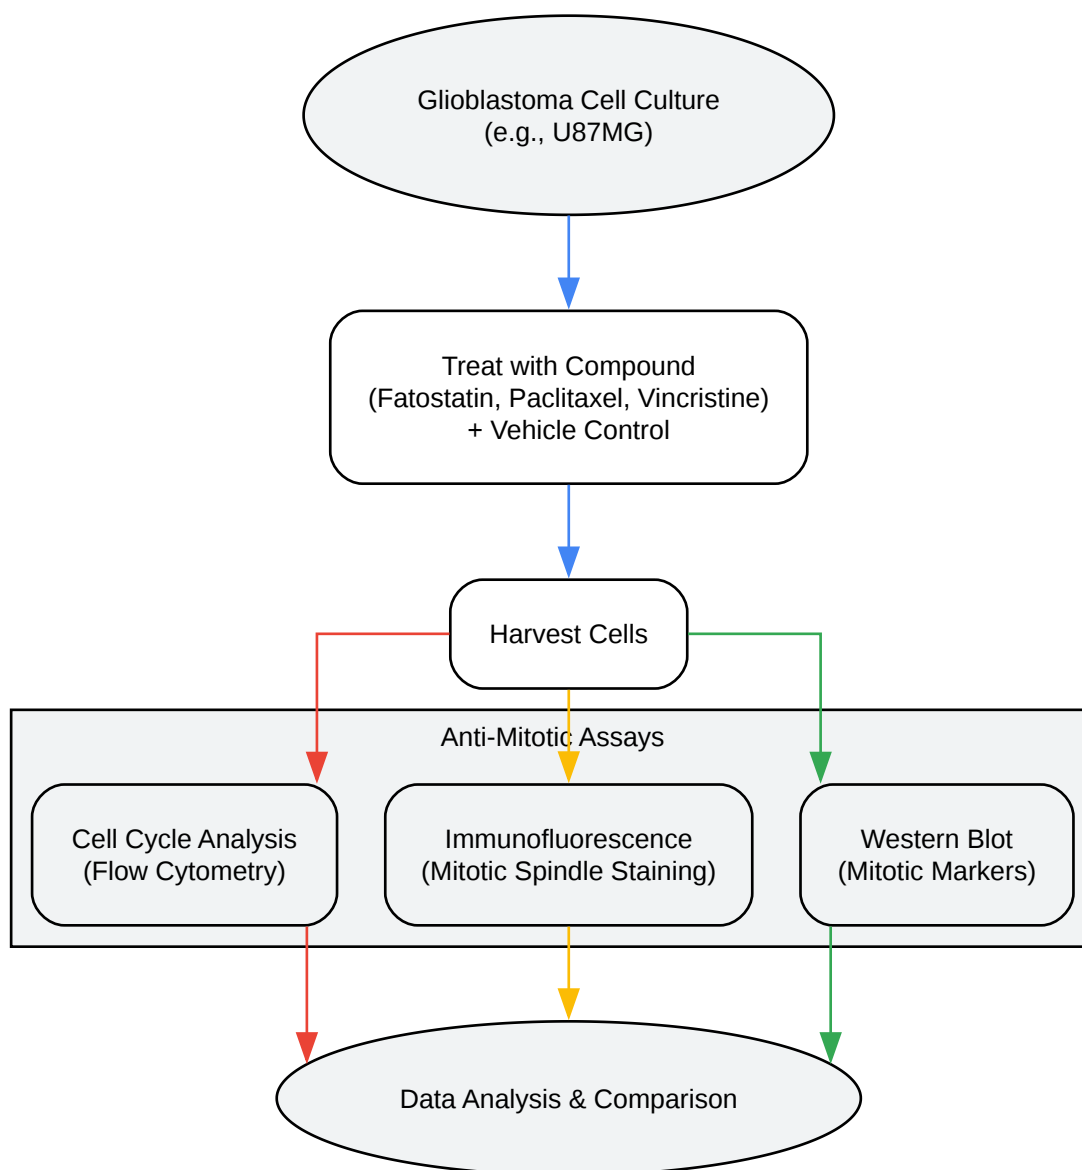 Glioblastoma Cell Culture
(e.g., U87MG)
Treat with Compound
(Fatostatin, Paclitaxel, Vincristine)
+ Vehicle Control
Harvest Cells
Anti-Mitotic Assays
Cell Cycle Analysis
(Flow Cytometry)
Immunofluorescence
(Mitotic Spindle Staining)
Western Blot
(Mitotic Markers)
Data Analysis & Comparison